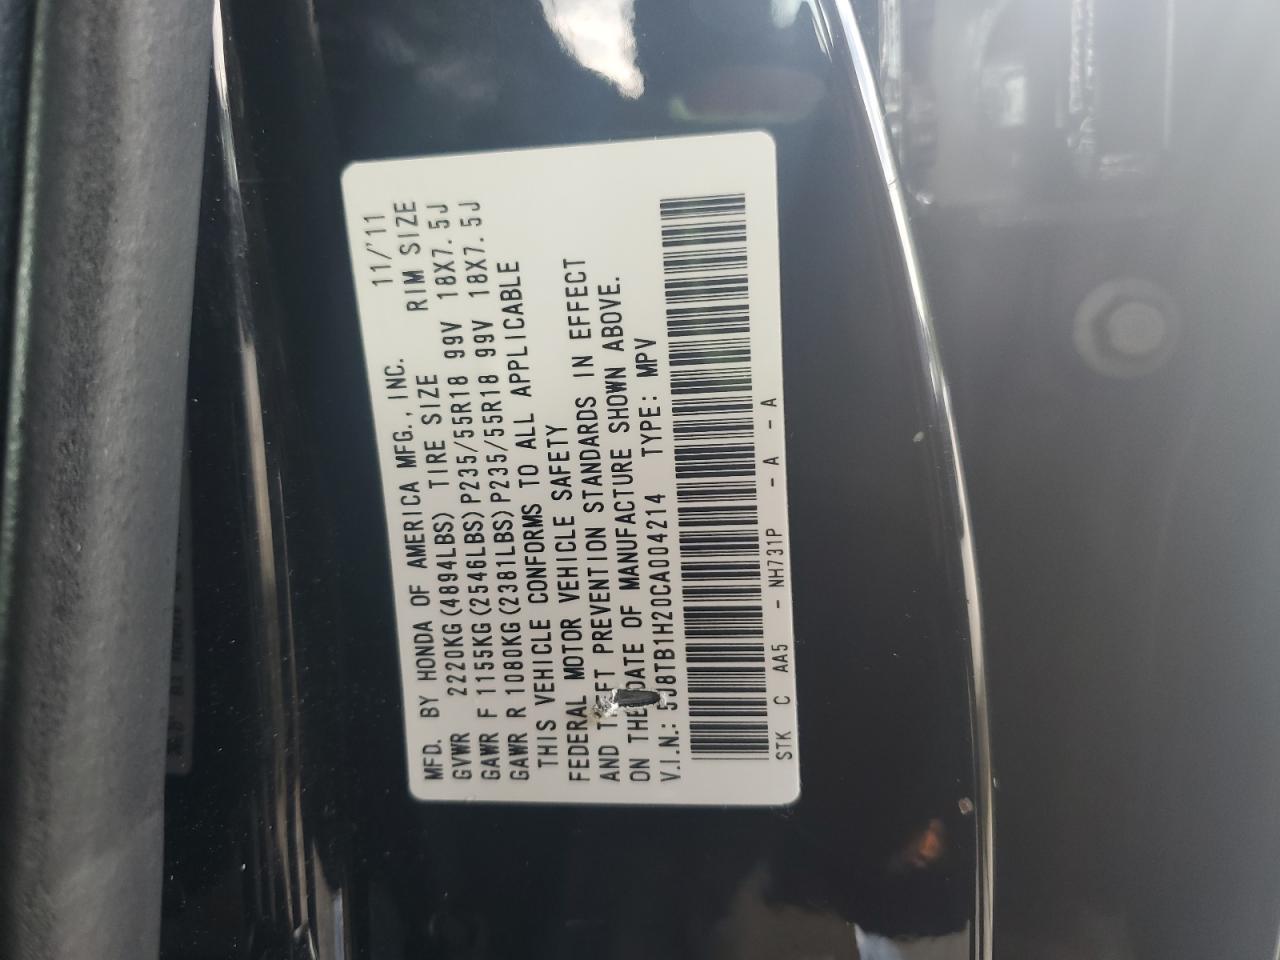 MFD. BY HONDA OF AMERICA MFG., INC. 11/'11
GVWR 2220KG(4894LBS) TIRE SIZE RIM SIZE
GAWR F 1155KG(2546LBS)P235/55R18 99V 18X7.5J
GAWR R 1080KG(2381LBS)P235/55R18 99V 18X7.5J
THIS VEHICLE CONFORMS TO ALL APPLICABLE
FEDERAL MOTOR VEHICLE SAFETY
AND THEFT PREVENTION STANDARDS IN EFFECT
ON THE DATE OF MANUFACTURE SHOWN ABOVE.
V.I.N.: 5J8TB1H20CA004214 TYPE: MPV
STK C AA5 - NH731P - A - A